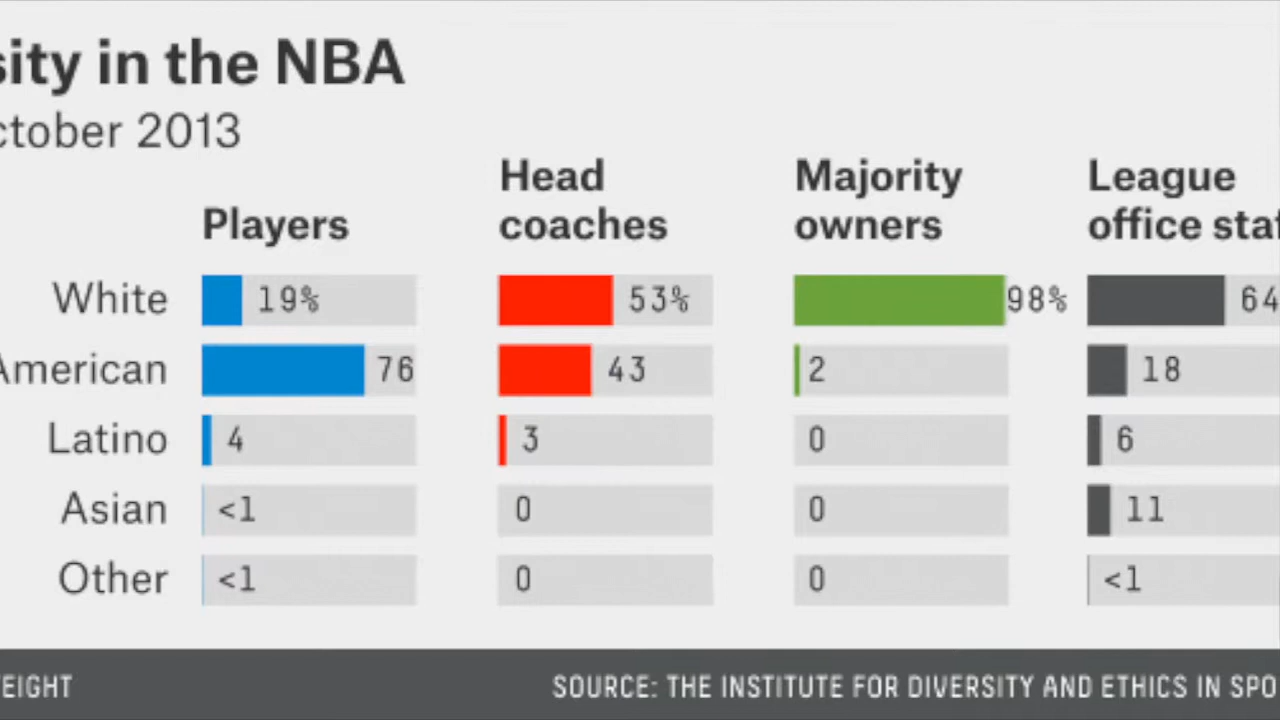 sity in the NBA
ctober 2013
Players
Head coaches
Majority owners
League office sta
White 19% 53% 98% 64
American 76 43 2 18
Latino 4 3 0 6
Asian <1 0 0 11
Other <1 0 0 <1
EIGHT SOURCE: THE INSTITUTE FOR DIVERSITY AND ETHICS IN SPO